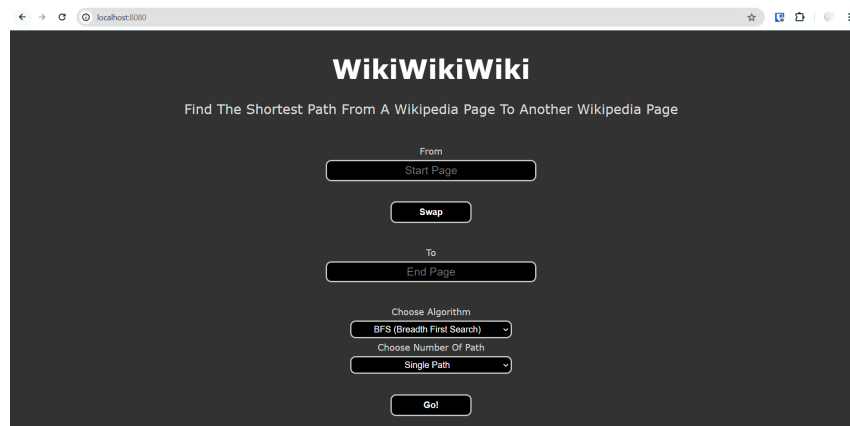 localhost:8080
WikiWikiWiki
Find The Shortest Path From A Wikipedia Page To Another Wikipedia Page
From
Start Page
Swap
To
End Page
Choose Algorithm
BFS (Breadth First Search)
Choose Number Of Path
Single Path
Go!